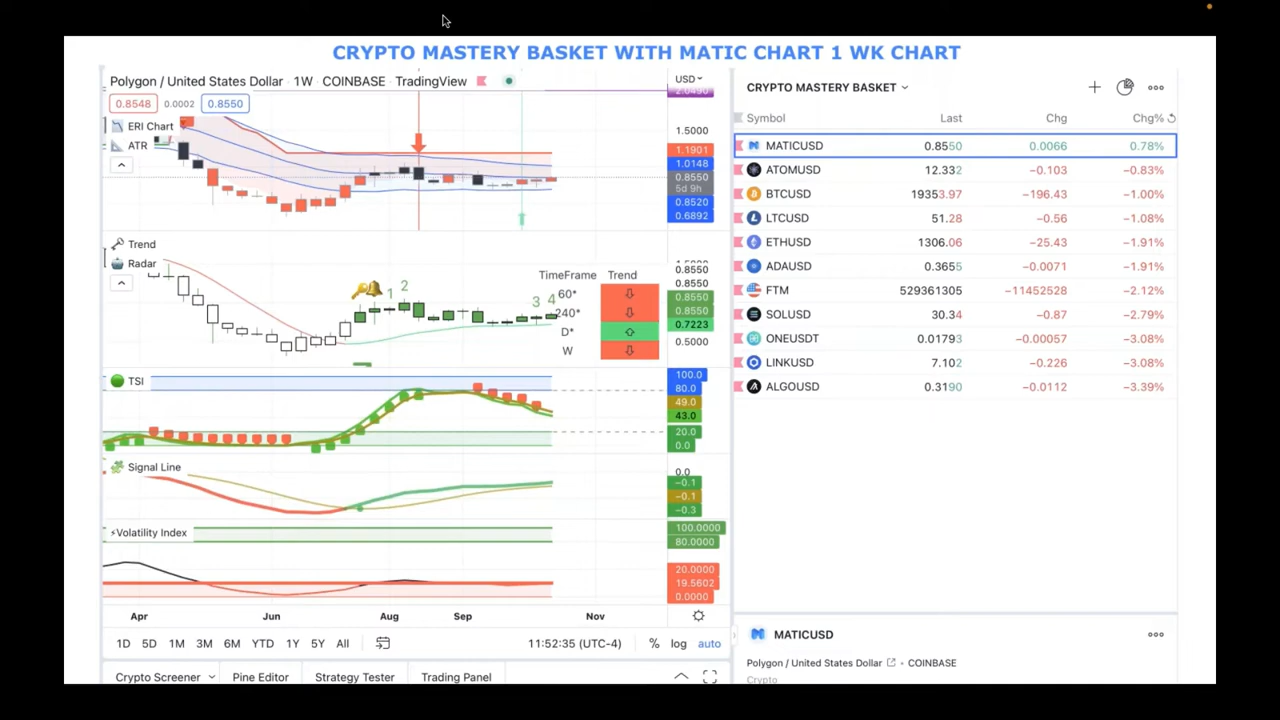 CRYPTO MASTERY BASKET WITH MATIC CHART 1 WK CHART
Polygon / United States Dollar · 1W · COINBASE · TradingView
0.8548 0.0002 0.8550
ERI Chart
ATR
USD
2.0490
1.5000
1.1901
1.0148
0.8550
5d 9h
0.8520
0.6892
Trend
Radar
1 2 3 4
TimeFrame Trend
60*
240*
D*
W
0.8550
0.8550
0.8550
0.8550
0.7223
0.5000
TSI
100.0
80.0
49.0
43.0
20.0
0.0
Signal Line
0.0
−0.1
−0.1
−0.3
⚡Volatility Index
100.0000
80.0000
20.0000
19.5602
0.0000
Apr Jun Aug Sep Nov
1D 5D 1M 3M 6M YTD 1Y 5Y All 11:52:35 (UTC-4) % log auto
Crypto Screener Pine Editor Strategy Tester Trading Panel
CRYPTO MASTERY BASKET
Symbol Last Chg Chg%
MATICUSD 0.8550 0.0066 0.78%
ATOMUSD 12.332 −0.103 −0.83%
BTCUSD 19353.97 −196.43 −1.00%
LTCUSD 51.28 −0.56 −1.08%
ETHUSD 1306.06 −25.43 −1.91%
ADAUSD 0.3655 −0.0071 −1.91%
FTM 529361305 −11452528 −2.12%
SOLUSD 30.34 −0.87 −2.79%
ONEUSDT 0.01793 −0.00057 −3.08%
LINKUSD 7.102 −0.226 −3.08%
ALGOUSD 0.3190 −0.0112 −3.39%
MATICUSD
Polygon / United States Dollar • COINBASE
Crypto